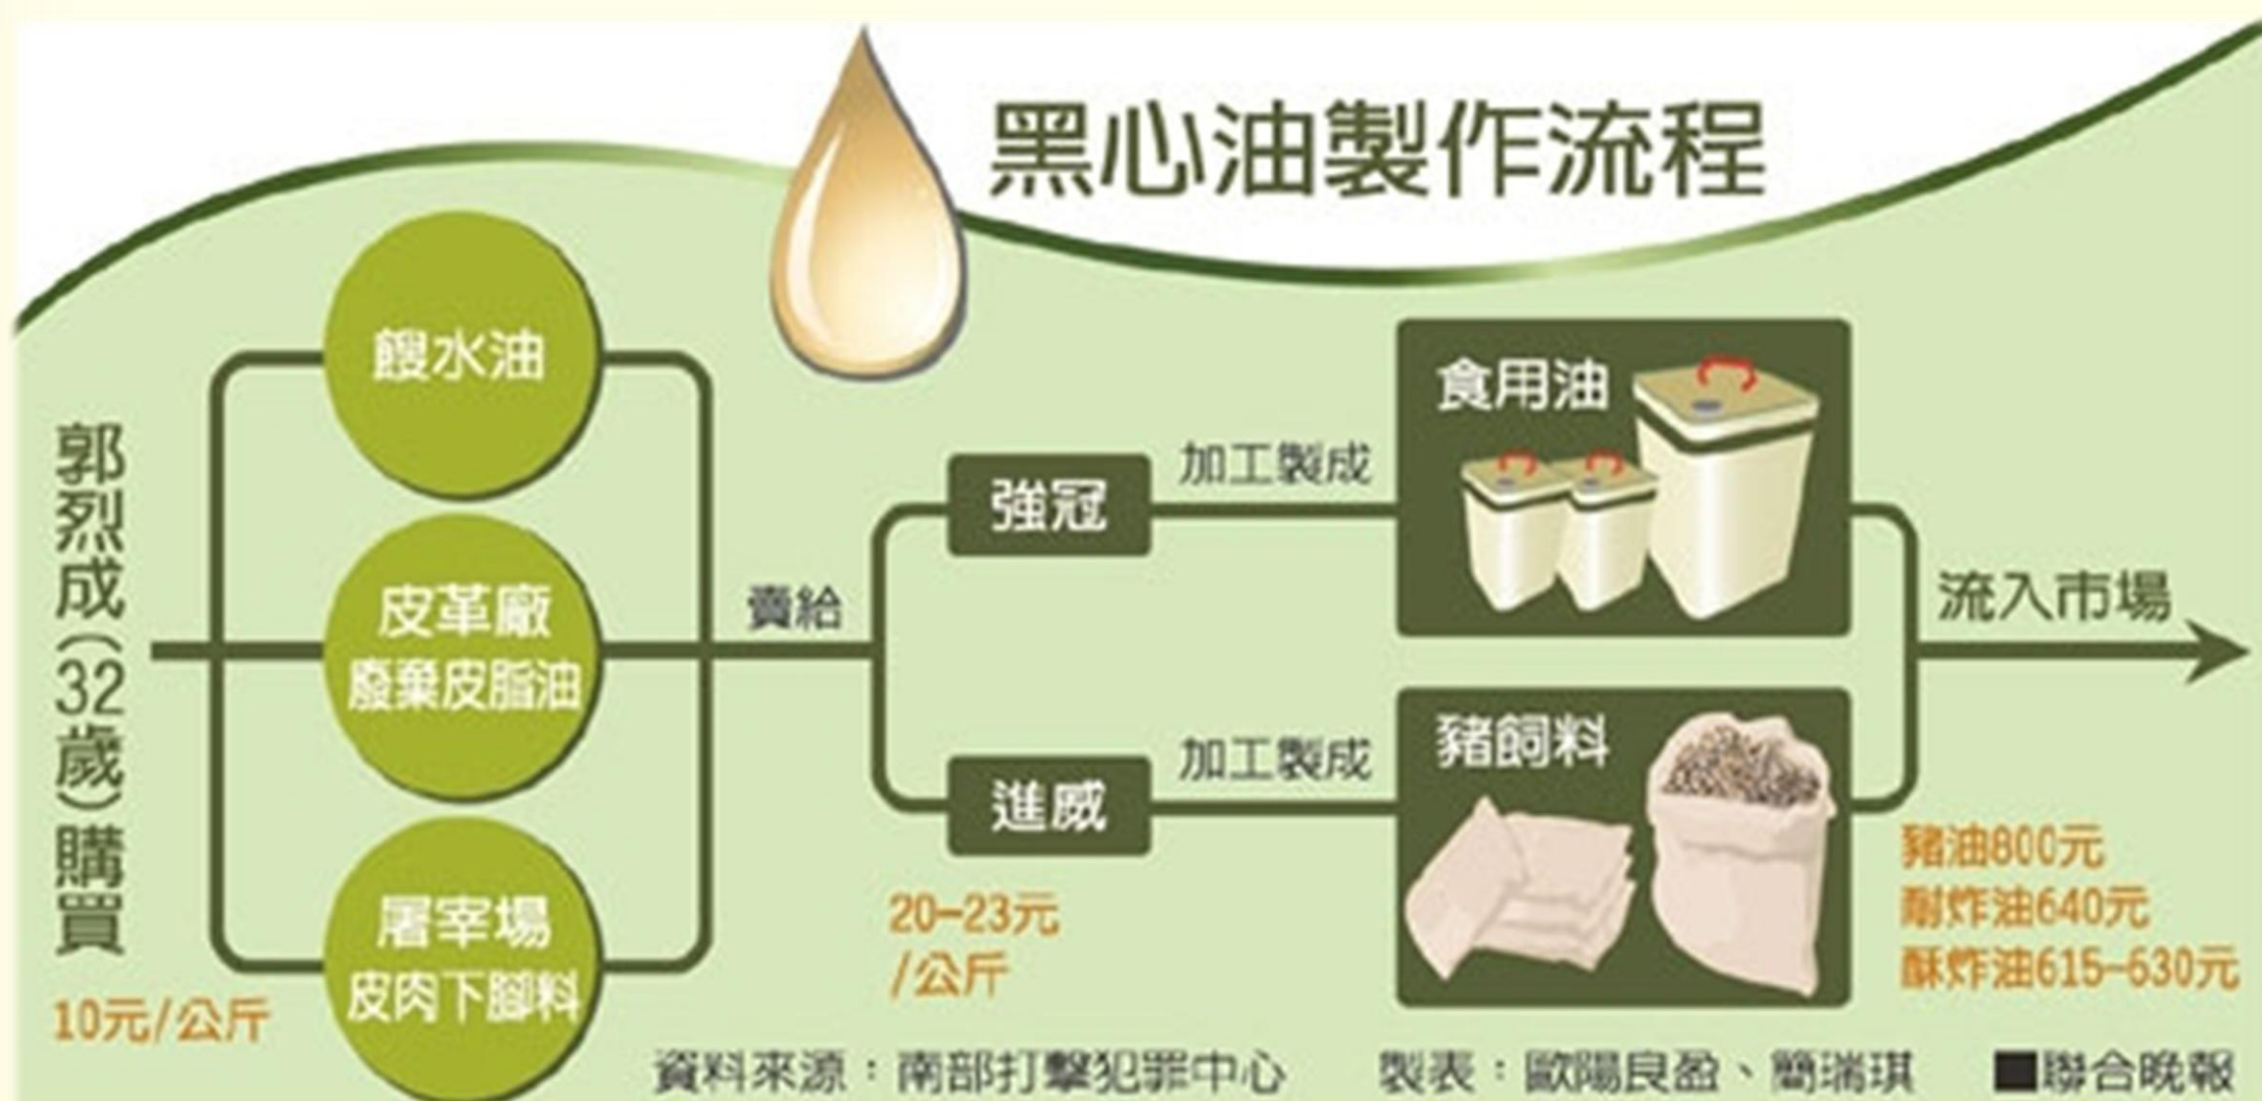 黑心油製作流程
郭烈成(32歲)購買
10元/公斤
餿水油
皮革廠
廢棄皮脂油
屠宰場
皮肉下腳料
賣給
強冠
進威
20-23元
/公斤
加工製成
加工製成
食用油
豬飼料
流入市場
豬油800元
耐炸油640元
酥炸油615-630元
資料來源：南部打擊犯罪中心
製表：歐陽良盈、簡瑞琪
■聯合晚報